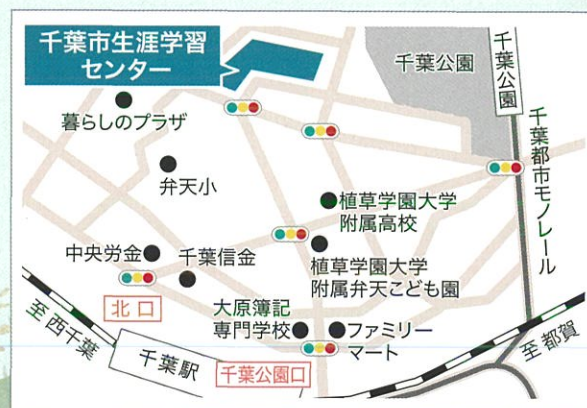 千葉市生涯学習
センター
千葉公園
千葉公園
千葉都市モノレール
暮らしのプラザ
弁天小
植草学園大学
附属高校
中央労金
千葉信金
植草学園大学
附属弁天こども園
北口
大原簿記
専門学校
ファミリー
マート
至西千葉
千葉駅
千葉公園口
至都賀